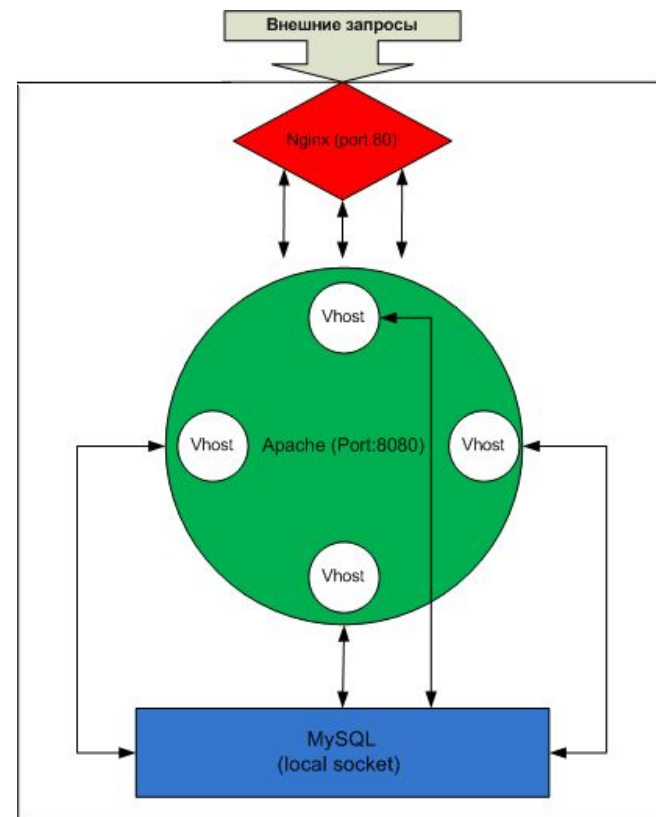 Внешние запросы
Nginx (port 80)
Vhost
Vhost
Apache (Port:8080)
Vhost
Vhost
MySQL
(local socket)